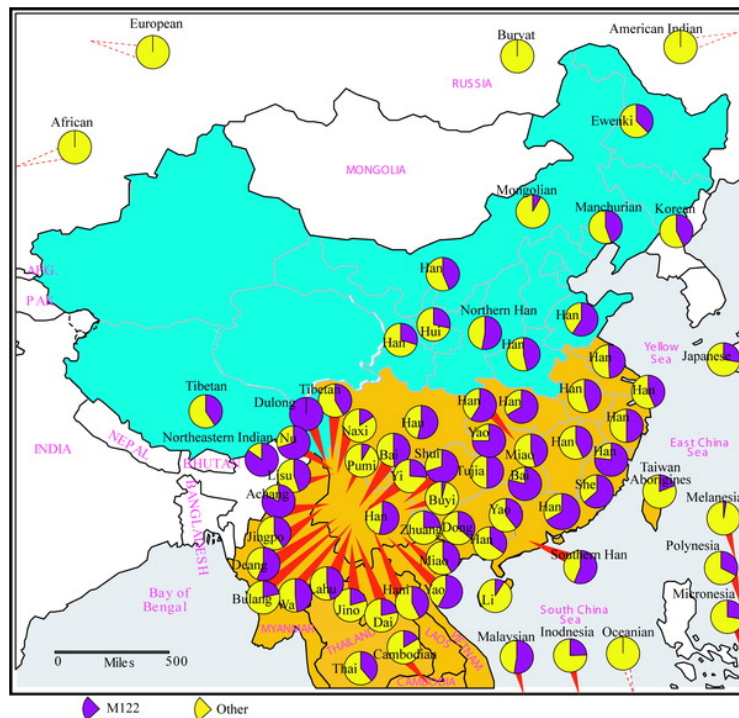 European
Buryat
American Indian
RUSSIA
African
Ewenki
MONGOLIA
Mongolian
Manchurian
Korean
AFG.
PAK.
Han
Hui
Northern Han
Han
Han
Han
Yellow
Sea
Japanese
Han
Tibetan
Dulong
Tibetan
Han
Han
Han
Han
Han
Naxi
INDIA
NEPAL
Northeastern Indian
BHUTAN
Nu
Bai
Pumi
Yi
Shui
Yao
Tujia
Miao
Bai
Han
Han
Han
East China
Sea
Lisu
Achang
BANGLADESH
Buyi
She
Taiwan
Aborigines
Jingpo
Han
Zhuang
Dong
Yao
Han
Han
Melanesia
Deang
Miao
Southern Han
Polynesia
Bay of
Bengal
Bulang
Wa
Lahu
Jino
Dai
Hani
Yao
Li
Micronesia
MYANMAR
THAILAND
LAOS
VIETNAM
South China
Sea
0
500
Miles
Thai
Cambodian
CAMBODIA
Malaysian
Inodnesia
Oceanian
M122
Other